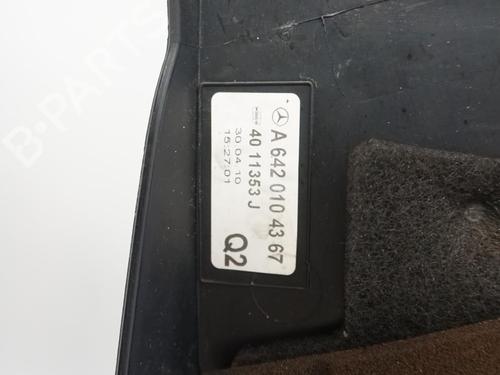 A 642 010 43 67
40 11353 J
30.04.10
15:27:01
Q2
B-PARTS